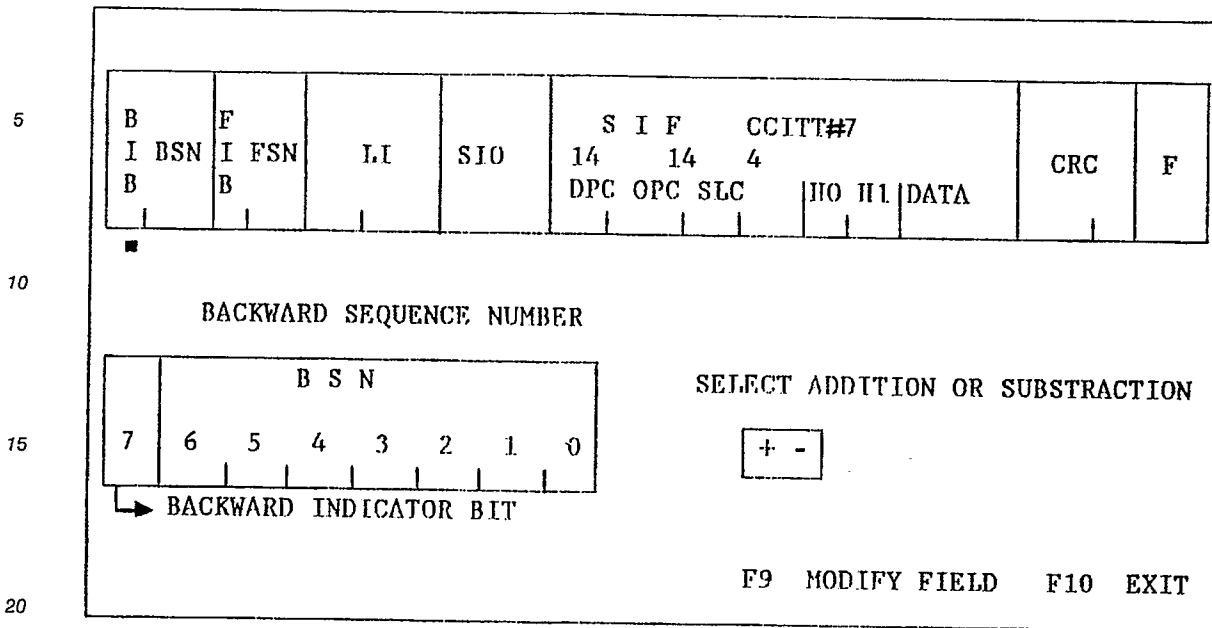 5
B F S I F CCITT#7
I BSN I FSN LI SIO 14 14 4 CRC F
B B DPC OPC SLC H0 H1 DATA
10
BACKWARD SEQUENCE NUMBER
B S N
SELECT ADDITION OR SUBSTRACTION
15
7 6 5 4 3 2 1 0 + -
BACKWARD INDICATOR BIT
F9 MODIFY FIELD F10 EXIT
20